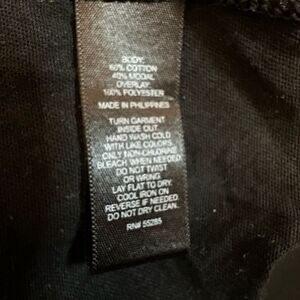 BODY:
60% COTTON
40% MODAL
OVERLAY:
100% POLYESTER
MADE IN PHILIPPINES
TURN GARMENT
INSIDE OUT
HAND WASH COLD
WITH LIKE COLORS.
ONLY NON-CHLORINE
BLEACH WHEN NEEDED.
DO NOT TWIST
OR WRING.
LAY FLAT TO DRY.
COOL IRON ON
REVERSE IF NEEDED.
DO NOT DRY CLEAN.
RN# 55285